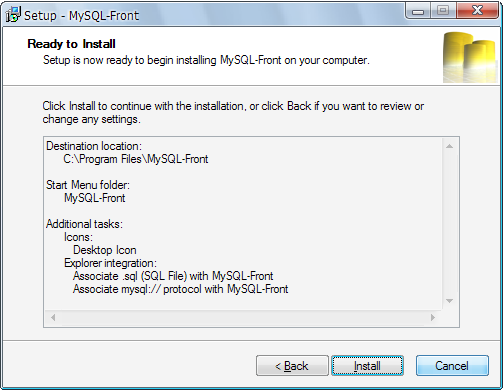 Setup - MySQL-Front
Ready to Install
Setup is now ready to begin installing MySQL-Front on your computer.
Click Install to continue with the installation, or click Back if you want to review or
change any settings.
Destination location:
C:\Program Files\MySQL-Front
Start Menu folder:
MySQL-Front
Additional tasks:
Icons:
Desktop Icon
Explorer integration:
Associate .sql (SQL File) with MySQL-Front
Associate mysql:// protocol with MySQL-Front
< Back
Install
Cancel